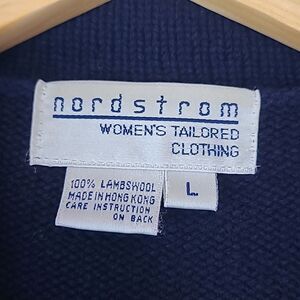 nordstrom
WOMEN'S TAILORED
CLOTHING
100% LAMBSWOOL
MADE IN HONG KONG
CARE INSTRUCTION
ON BACK
L